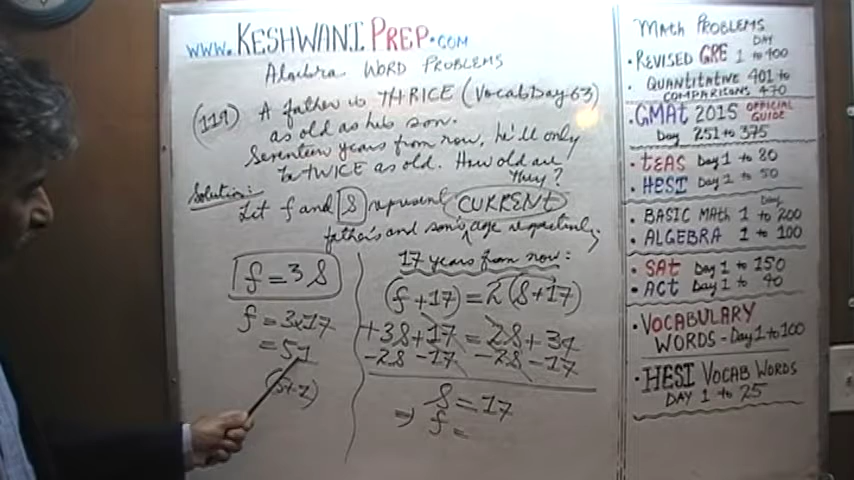 www.KESHWANI PREP.COM
Algebra WORD PROBLEMS
(119) A father is THRICE (Vocab Day 63)
as old as his son.
Seventeen years from now, he'll only
be TWICE as old. How old are
they?
Solution:
Let f and s represent CURRENT
father's and son's age respectively
f = 3s
f = 3x17
= 51
17 years from now:
(f + 17) = 2(s + 17)
+3s + 17 = 2s + 34
-2s - 17 -2s - 17
s = 17
⇒ f =
Math PROBLEMS
DAY
• REVISED GRE 1 to 400
• QUANTITATIVE 401 to
COMPARISONS 470
• GMAt 2015 OFFICIAL
GUIDE
Day 251 to 375
• tEAS Day 1 to 80
• HESI Day 1 to 50
Day
• BASIC MAth 1 to 200
• ALGEBRA 1 to 100
• SAt Day 1 to 150
• ACt Day 1 to 40
• VOCABULARY
WORDS - Day 1 to 100
• HESI VOCAB WORDS
DAY 1 to 25